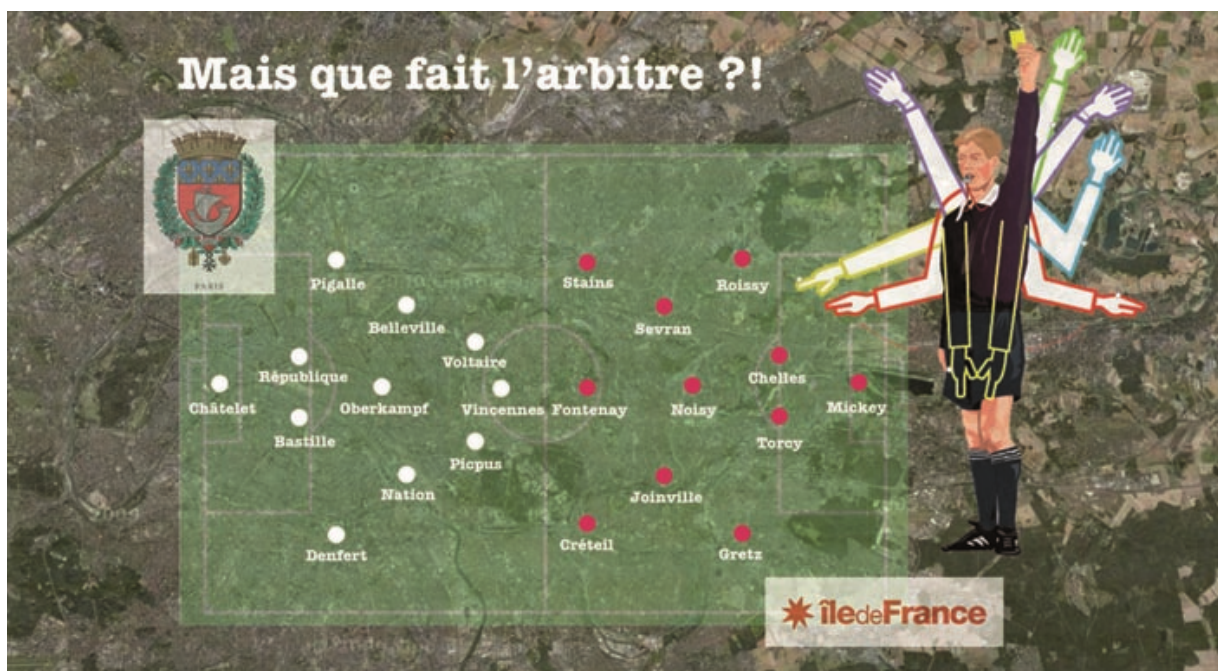 Mais que fait l'arbitre ?!
PARIS
Pigalle
Stains
Roissy
Belleville
Sevran
Voltaire
République
Chelles
Châtelet
Oberkampf
Vincennes
Fontenay
Noisy
Mickey
Bastille
Torcy
Picpus
Nation
Joinville
Denfert
Créteil
Gretz
îledeFrance